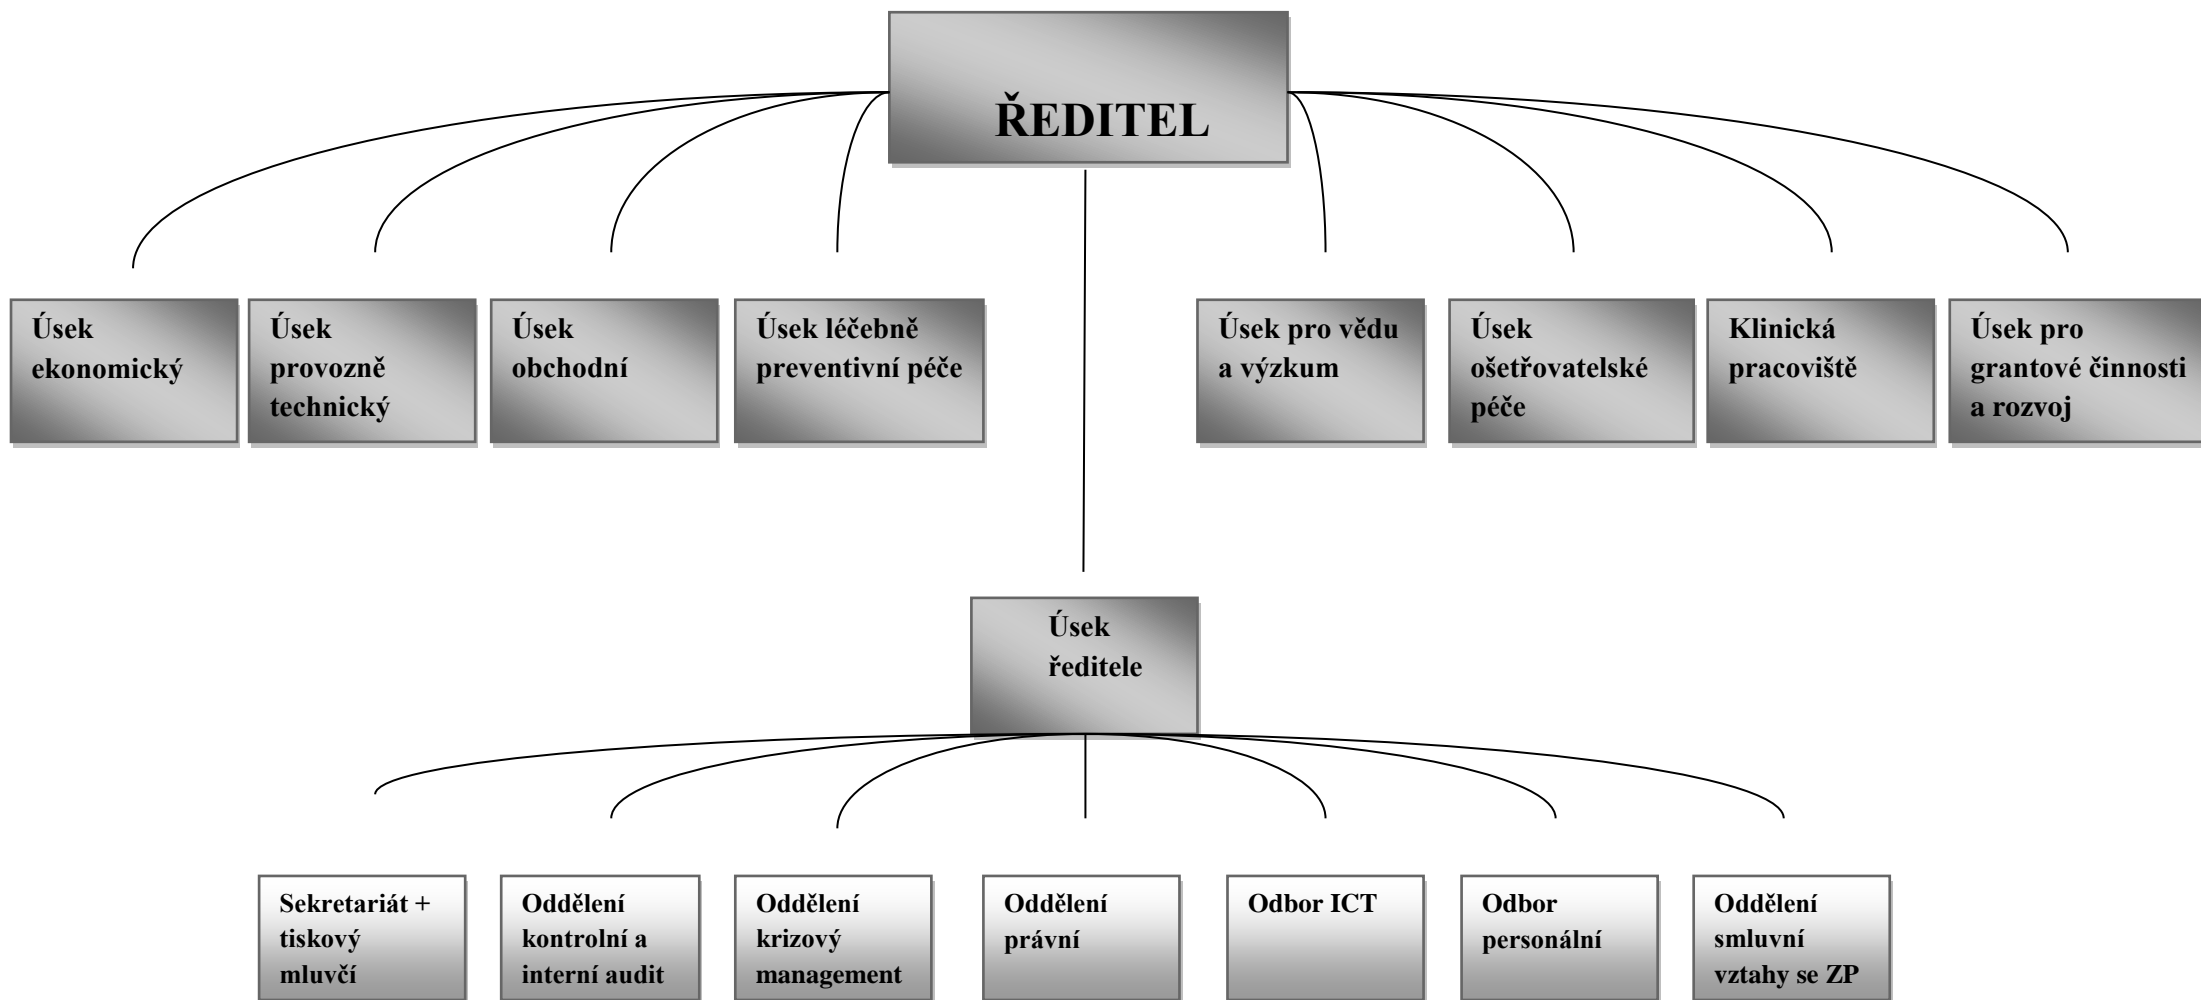 ŘEDITEL
Úsek
ekonomický
Úsek
provozně
technický
Úsek
obchodní
Úsek léčebně
preventivní péče
Úsek pro vědu
a výzkum
Úsek
ošetřovatelské
péče
Klinická
pracoviště
Úsek pro
grantové činnosti
a rozvoj
Úsek
ředitele
Sekretariát +
tiskový
mluvčí
Oddělení
kontrolní a
interní audit
Oddělení
krizový
management
Oddělení
právní
Odbor ICT
Odbor
personální
Oddělení
smluvní
vztahy se ZP